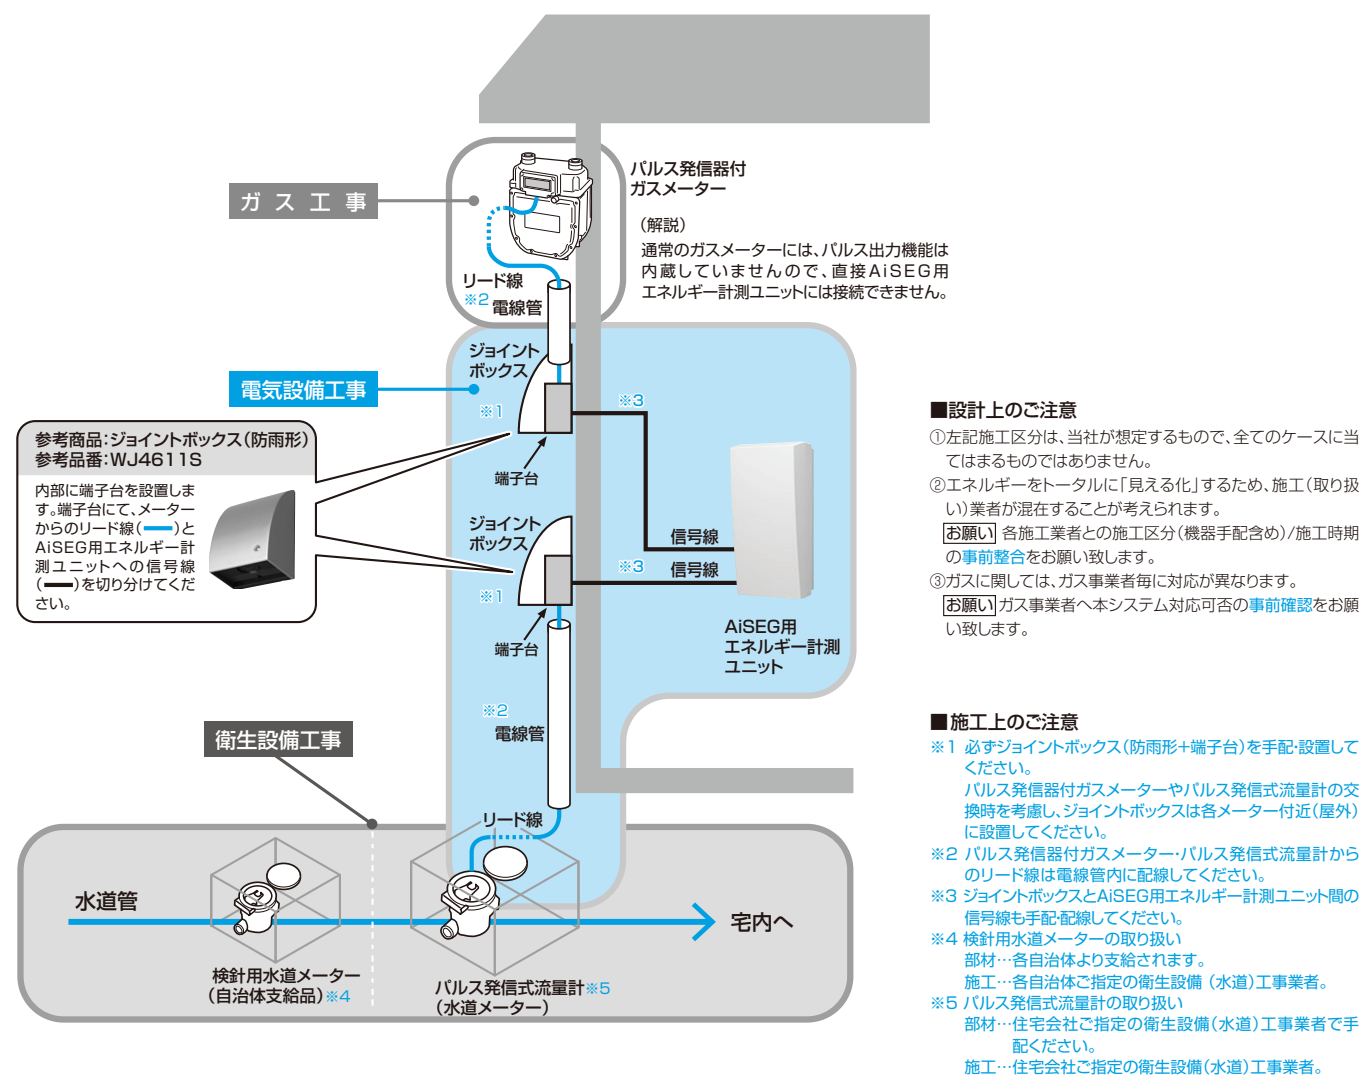 ガス工事
パルス発信器付
ガスメーター
(解説)
通常のガスメーターには、パルス出力機能は
内蔵していませんので、直接AiSEG用
エネルギー計測ユニットには接続できません。
リード線
※2 電線管
ジョイント
ボックス
電気設備工事
※1
※3
端子台
参考商品:ジョイントボックス(防雨形)
参考品番:WJ4611S
内部に端子台を設置しま
す。端子台にて、メーター
からのリード線(━)と
AiSEG用エネルギー計
測ユニットへの信号線
(━)を切り分けてくだ
さい。
ジョイント
ボックス
信号線
※3 信号線
※1
端子台
AiSEG用
エネルギー計測
ユニット
※2
電線管
衛生設備工事
リード線
水道管
宅内へ
検針用水道メーター
(自治体支給品)※4
パルス発信式流量計※5
(水道メーター)
■設計上のご注意
①左記施工区分は、当社が想定するもので、全てのケースに当
てはまるものではありません。
②エネルギーをトータルに「見える化」するため、施工(取り扱
い)業者が混在することが考えられます。
お願い 各施工業者との施工区分(機器手配含め)/施工時期
の事前整合をお願い致します。
③ガスに関しては、ガス事業者毎に対応が異なります。
お願い ガス事業者へ本システム対応可否の事前確認をお願
い致します。
■施工上のご注意
※1 必ずジョイントボックス(防雨形+端子台)を手配・設置して
ください。
パルス発信器付ガスメーターやパルス発信式流量計の交
換時を考慮し、ジョイントボックスは各メーター付近(屋外)
に設置してください。
※2 パルス発信器付ガスメーター・パルス発信式流量計から
のリード線は電線管内に配線してください。
※3 ジョイントボックスとAiSEG用エネルギー計測ユニット間の
信号線も手配・配線してください。
※4 検針用水道メーターの取り扱い
部材…各自治体より支給されます。
施工…各自治体ご指定の衛生設備(水道)工事業者。
※5 パルス発信式流量計の取り扱い
部材…住宅会社ご指定の衛生設備(水道)工事業者で手
配ください。
施工…住宅会社ご指定の衛生設備(水道)工事業者。